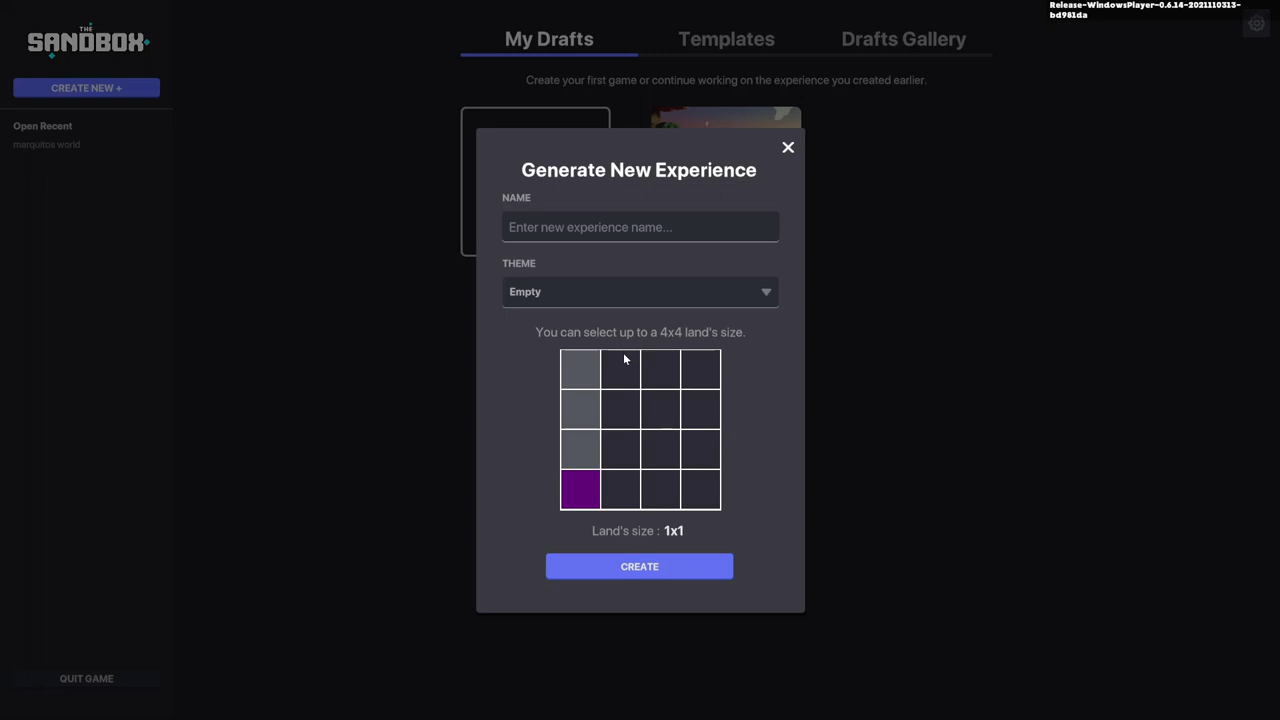 Release-WindowsPlayer-0.6.14-2021110313-
bd981da
THE
SANDBOX
My Drafts
Templates
Drafts Gallery
CREATE NEW +
Create your first game or continue working on the experience you created earlier.
Open Recent
marquitos world
Generate New Experience
NAME
Enter new experience name...
THEME
Empty
You can select up to a 4x4 land's size.
Land's size : 1x1
CREATE
QUIT GAME